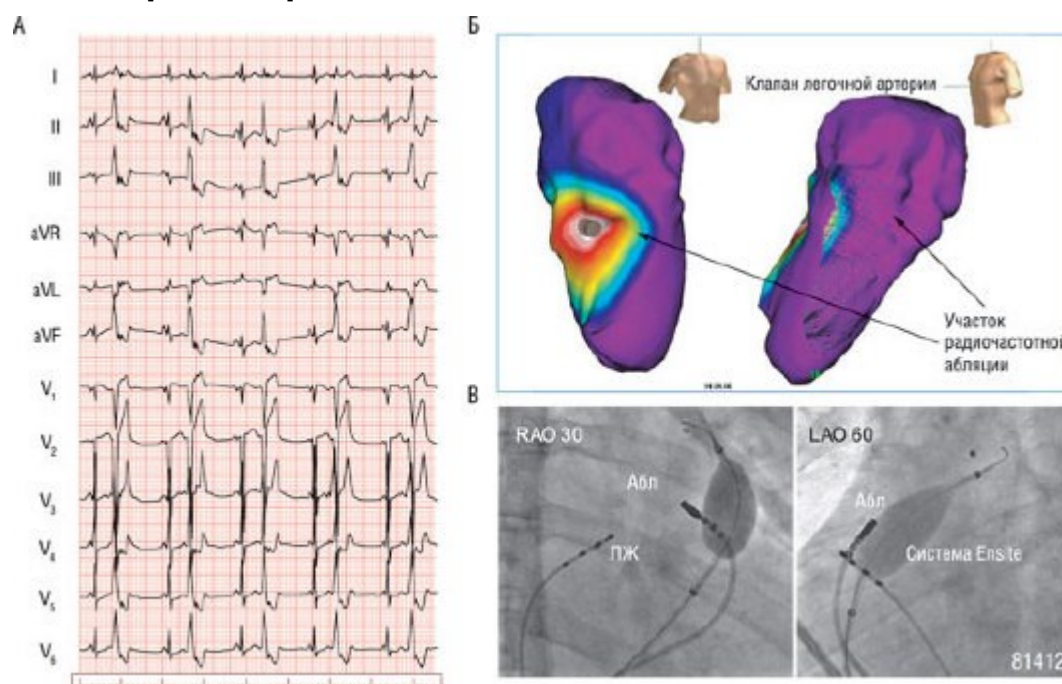 А
I
II
III
aVR
aVL
aVF
V1
V2
V3
V4
V5
V6
Б
Клапан легочной артерии
Участок
радиочастотной
абляции
В
RAO 30
Абл
ПЖ
LAO 60
Абл
Система Ensite
81412